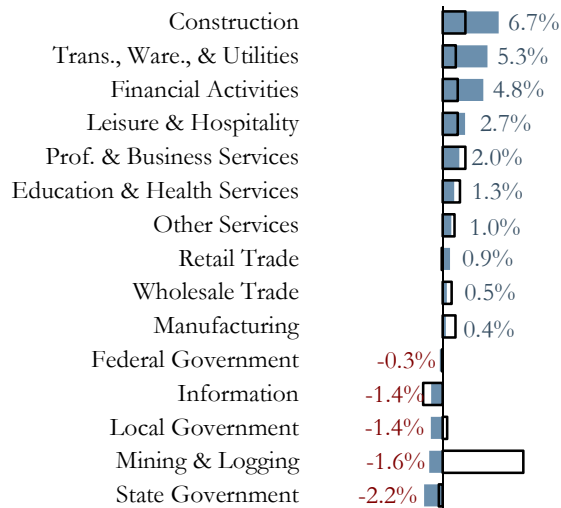 Construction 6.7%
Trans., Ware., & Utilities 5.3%
Financial Activities 4.8%
Leisure & Hospitality 2.7%
Prof. & Business Services 2.0%
Education & Health Services 1.3%
Other Services 1.0%
Retail Trade 0.9%
Wholesale Trade 0.5%
Manufacturing 0.4%
Federal Government -0.3%
Information -1.4%
Local Government -1.4%
Mining & Logging -1.6%
State Government -2.2%